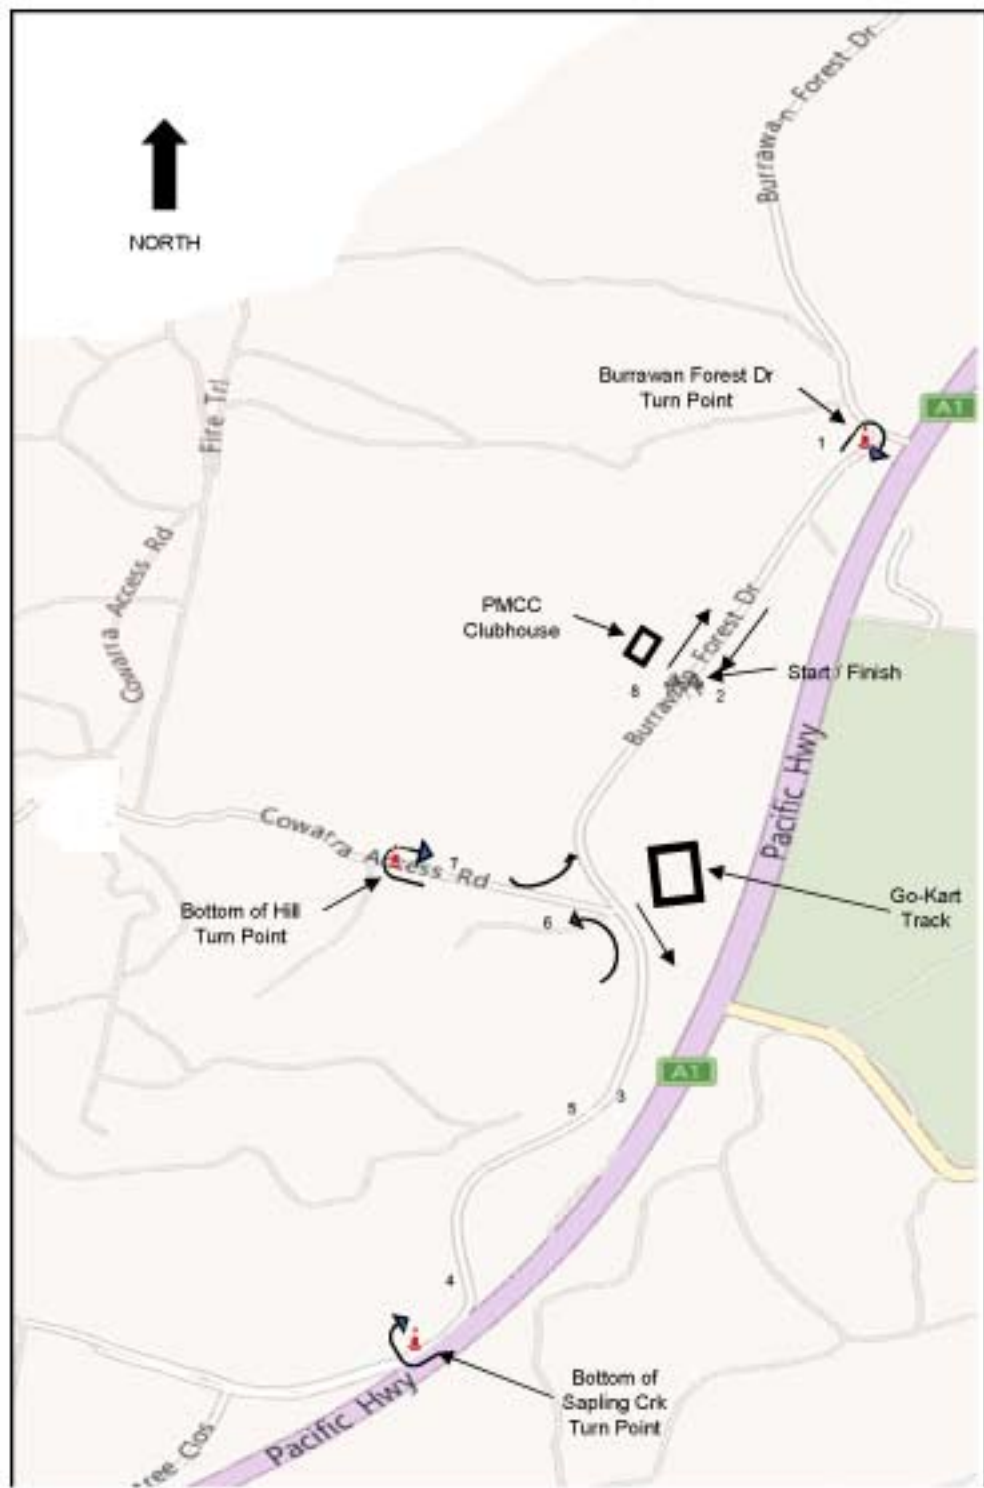 Burrawan Forest Dr
NORTH
Burrawan Forest Dr
Turn Point
A1
1
Fire Trl
Cowarra Access Rd
PMCC
Clubhouse
Burrawan Forest Dr
Start / Finish
8
2
Pacific Hwy
Cowarra Access Rd
7
Go-Kart
Track
Bottom of Hill
Turn Point
6
A1
3
5
4
Bottom of
Sapling Crk
Turn Point
Pacific Hwy
ree Clos